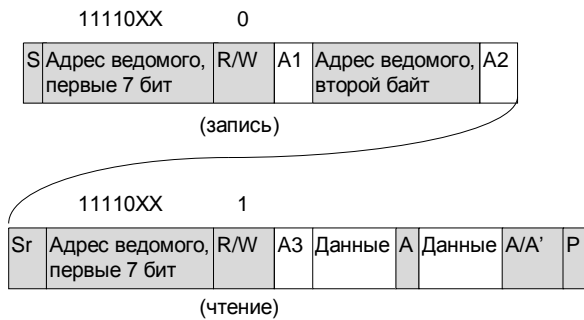 11110XX 0
S Адрес ведомого, R/W A1 Адрес ведомого, A2
первые 7 бит второй байт
(запись)
11110XX 1
Sr Адрес ведомого, R/W A3 Данные A Данные A/A’ P
первые 7 бит
(чтение)